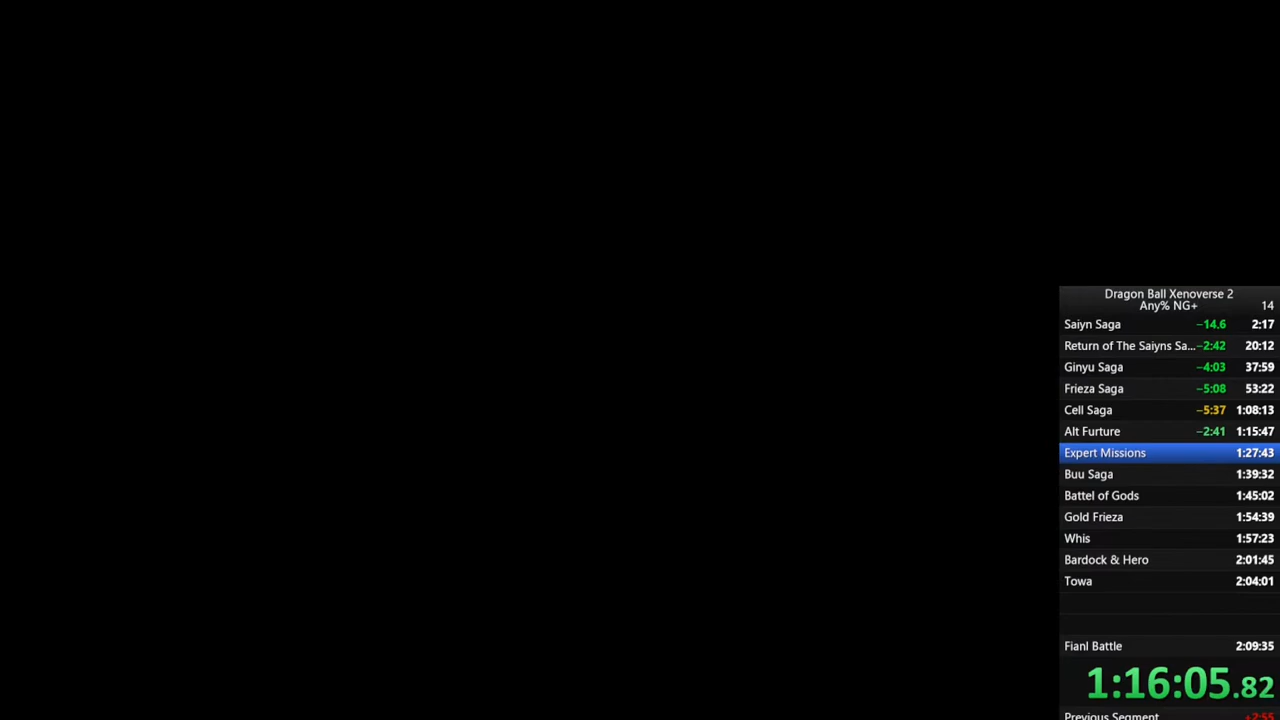 Dragon Ball Xenoverse 2
Any% NG+ 14
Saiyn Saga −14.6 2:17
Return of The Saiyns Sa... −2:42 20:12
Ginyu Saga −4:03 37:59
Frieza Saga −5:08 53:22
Cell Saga −5:37 1:08:13
Alt Furture −2:41 1:15:47
Expert Missions 1:27:43
Buu Saga 1:39:32
Battel of Gods 1:45:02
Gold Frieza 1:54:39
Whis 1:57:23
Bardock & Hero 2:01:45
Towa 2:04:01
Fianl Battle 2:09:35
1:16:05.82
Previous Segment +2:55